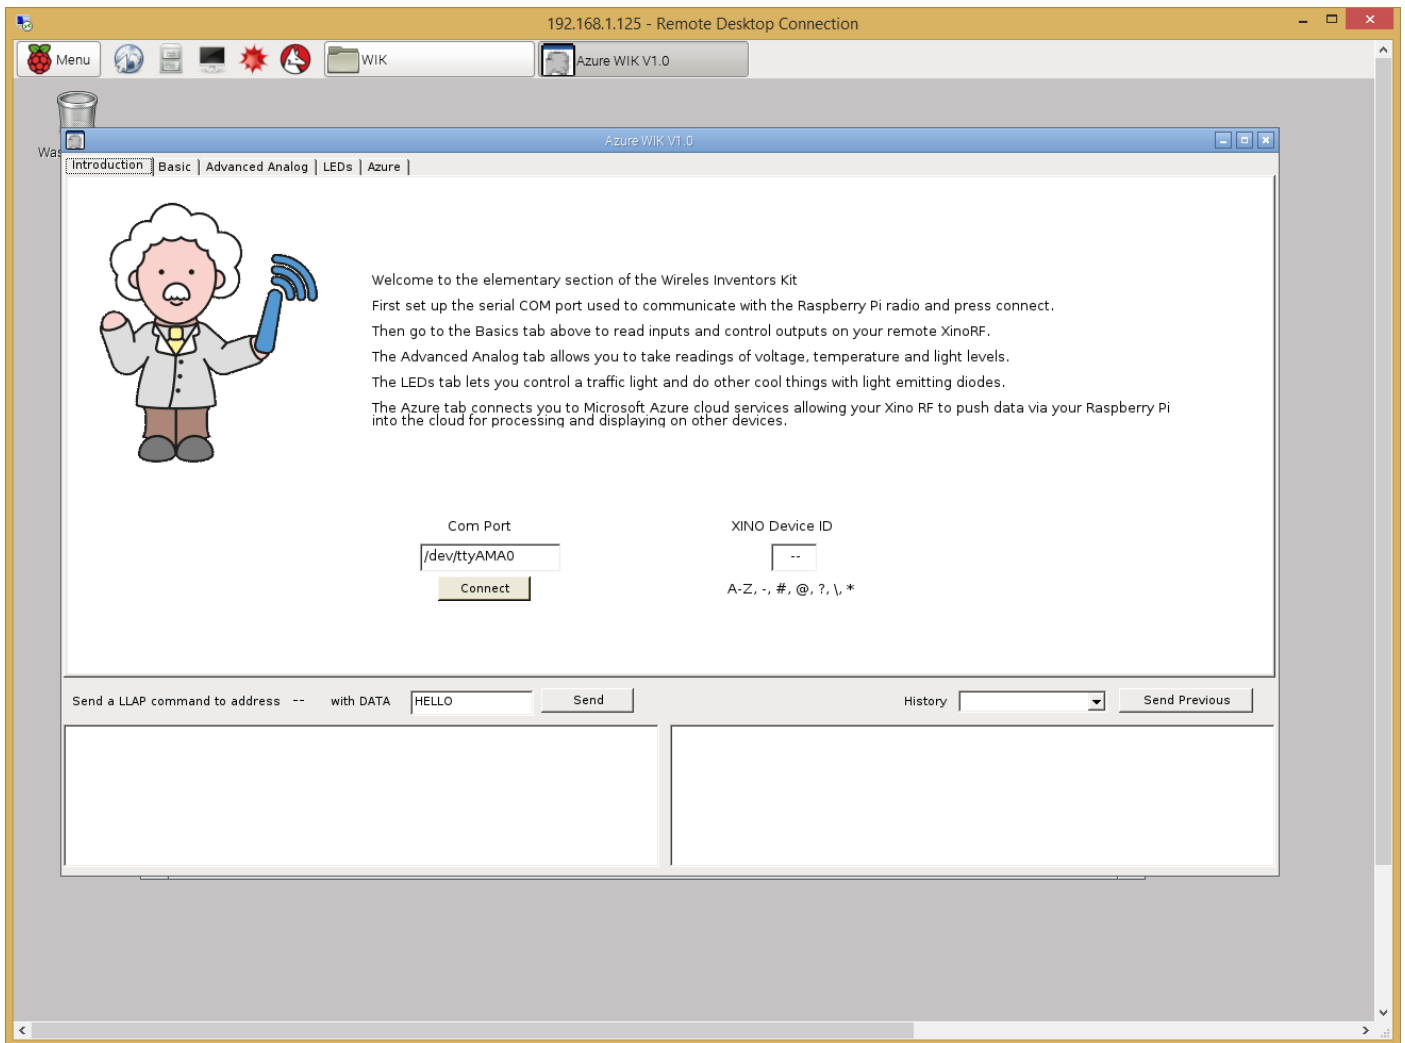 192.168.1.125 - Remote Desktop Connection
Menu
WIK
Azure WIK V1.0
Azure WIK V1.0
Introduction Basic Advanced Analog LEDs Azure
Welcome to the elementary section of the Wireles Inventors Kit
First set up the serial COM port used to communicate with the Raspberry Pi radio and press connect.
Then go to the Basics tab above to read inputs and control outputs on your remote XinoRF.
The Advanced Analog tab allows you to take readings of voltage, temperature and light levels.
The LEDs tab lets you control a traffic light and do other cool things with light emitting diodes.
The Azure tab connects you to Microsoft Azure cloud services allowing your Xino RF to push data via your Raspberry Pi
into the cloud for processing and displaying on other devices.
Com Port XINO Device ID
/dev/ttyAMA0 --
Connect A-Z, -, #, @, ?, \, *
Send a LLAP command to address -- with DATA HELLO Send History Send Previous